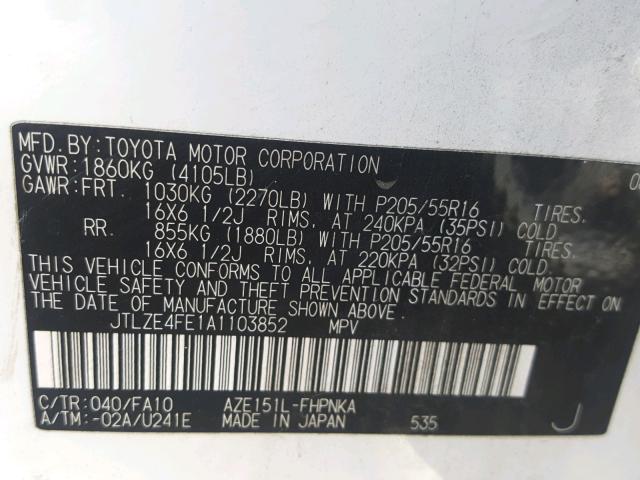 MFD.BY:TOYOTA MOTOR CORPORATION
GVWR:1860KG (4105LB)
GAWR:FRT. 1030KG (2270LB) WITH P205/55R16 TIRES.
16X6 1/2J RIMS, AT 240KPA (35PSI) COLD.
RR. 855KG (1880LB) WITH P205/55R16 TIRES.
16X6 1/2J RIMS, AT 220KPA (32PSI) COLD.
THIS VEHICLE CONFORMS TO ALL APPLICABLE FEDERAL MOTOR
VEHICLE SAFETY AND THEFT PREVENTION STANDARDS IN EFFECT
ON THE DATE OF MANUFACTURE SHOWN ABOVE.
JTLZE4FE1A1103852 MPV
C/TR:040/FA10 AZE151L-FHPNKA
A/TM:-02A/U241E MADE IN JAPAN 535 J